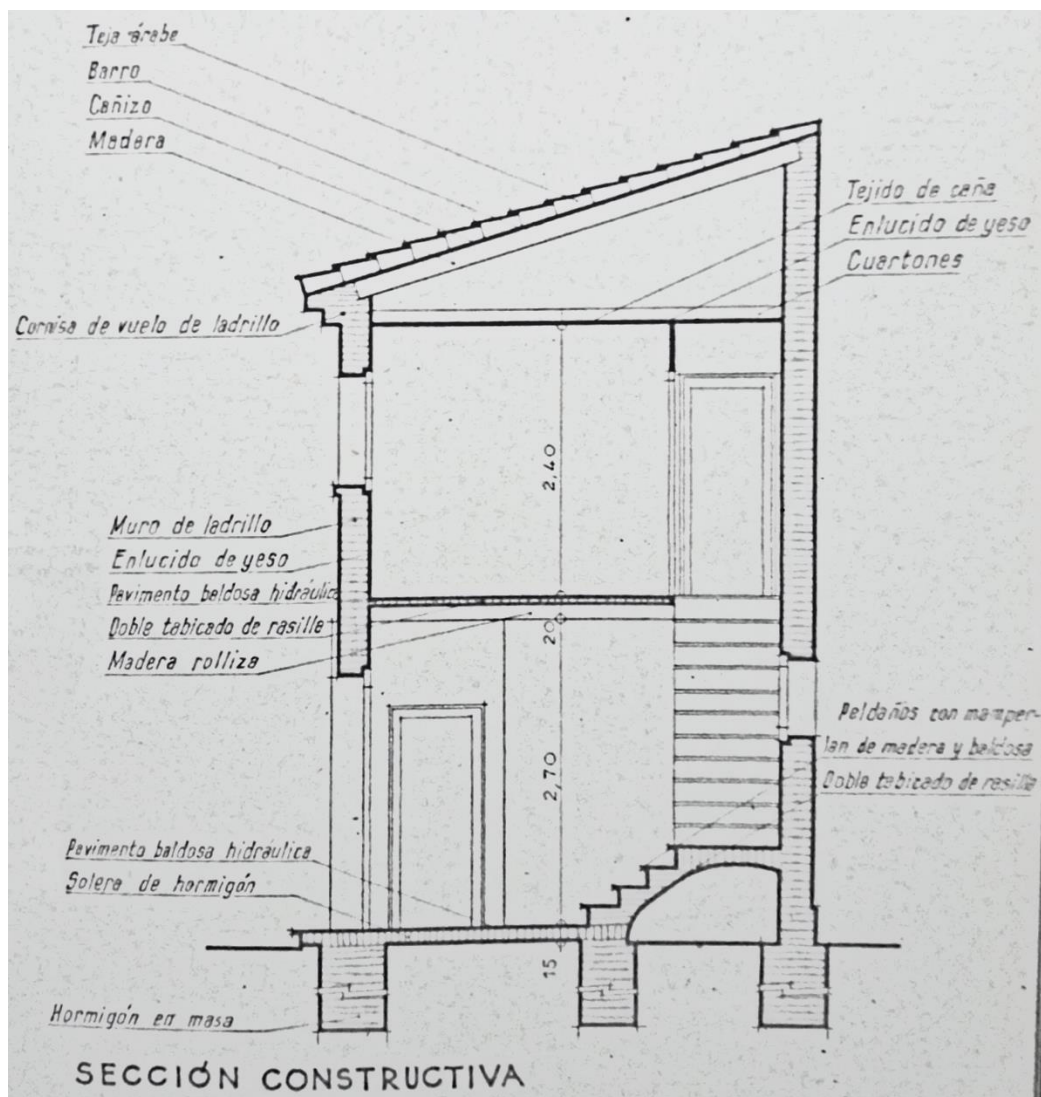 Teja árabe
Barro
Cañizo
Madera
Tejido de caña
Enlucido de yeso
Cuartones
Cornisa de vuelo de ladrillo
2,40
Muro de ladrillo
Enlucido de yeso
Pavimento baldosa hidráulica
Doble tabicado de rasilla
Madera rolliza
20
Peldaños con mamper-
lan de madera y baldosa
Doble tabicado de rasilla
2,70
Pavimento baldosa hidráulica
Solera de hormigón
15
Hormigón en masa
SECCIÓN CONSTRUCTIVA